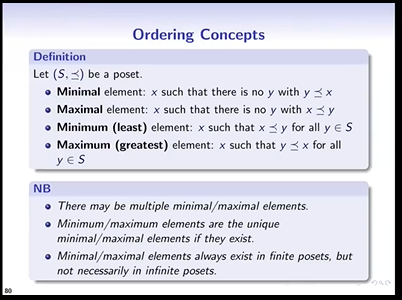 Ordering Concepts
Definition
Let (S, ⪯) be a poset.
Minimal element: x such that there is no y with y ⪯ x
Maximal element: x such that there is no y with x ⪯ y
Minimum (least) element: x such that x ⪯ y for all y ∈ S
Maximum (greatest) element: x such that y ⪯ x for all
y ∈ S
NB
There may be multiple minimal/maximal elements.
Minimum/maximum elements are the unique
minimal/maximal elements if they exist.
Minimal/maximal elements always exist in finite posets, but
not necessarily in infinite posets.
80